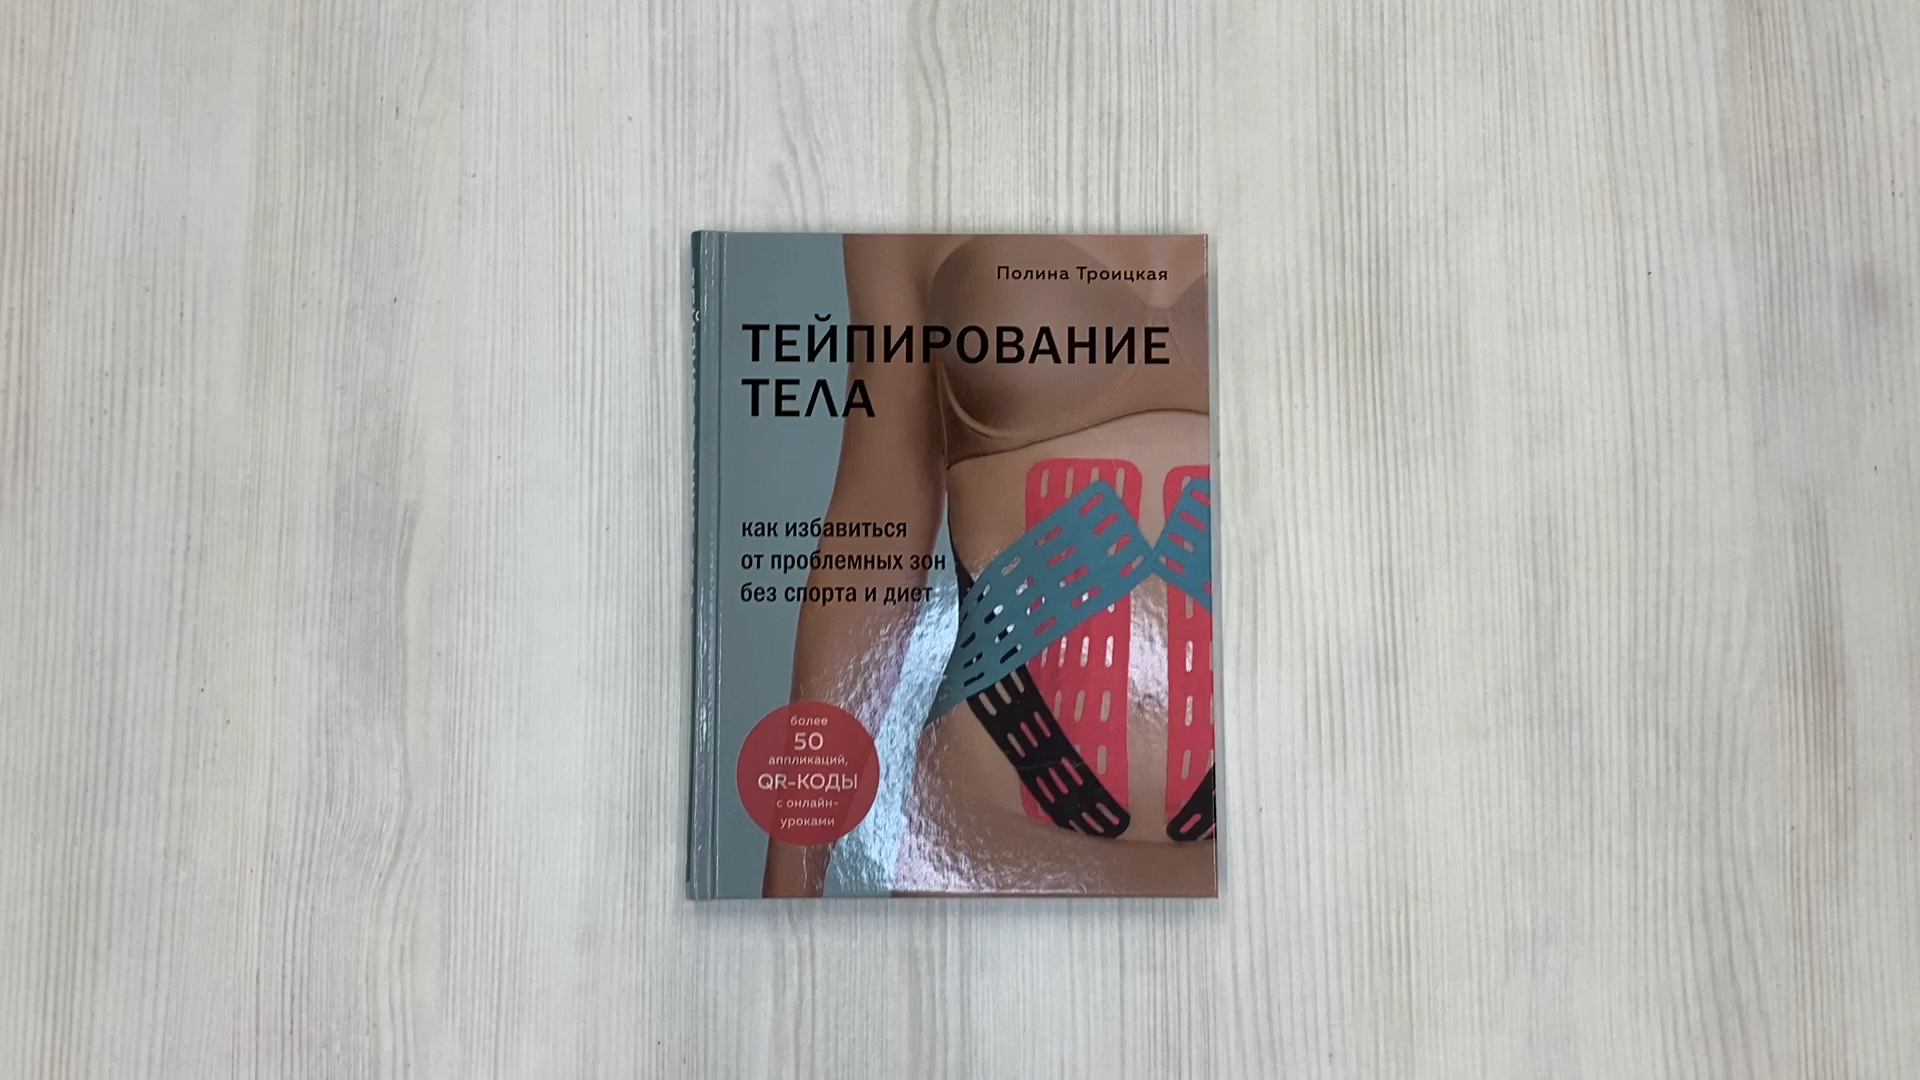 Полина Троицкая
ТЕЙПИРОВАНИЕ
ТЕЛА
как избавиться
от проблемных зон
без спорта и диет
более
50
аппликаций,
QR-КОДЫ
с онлайн-
уроками